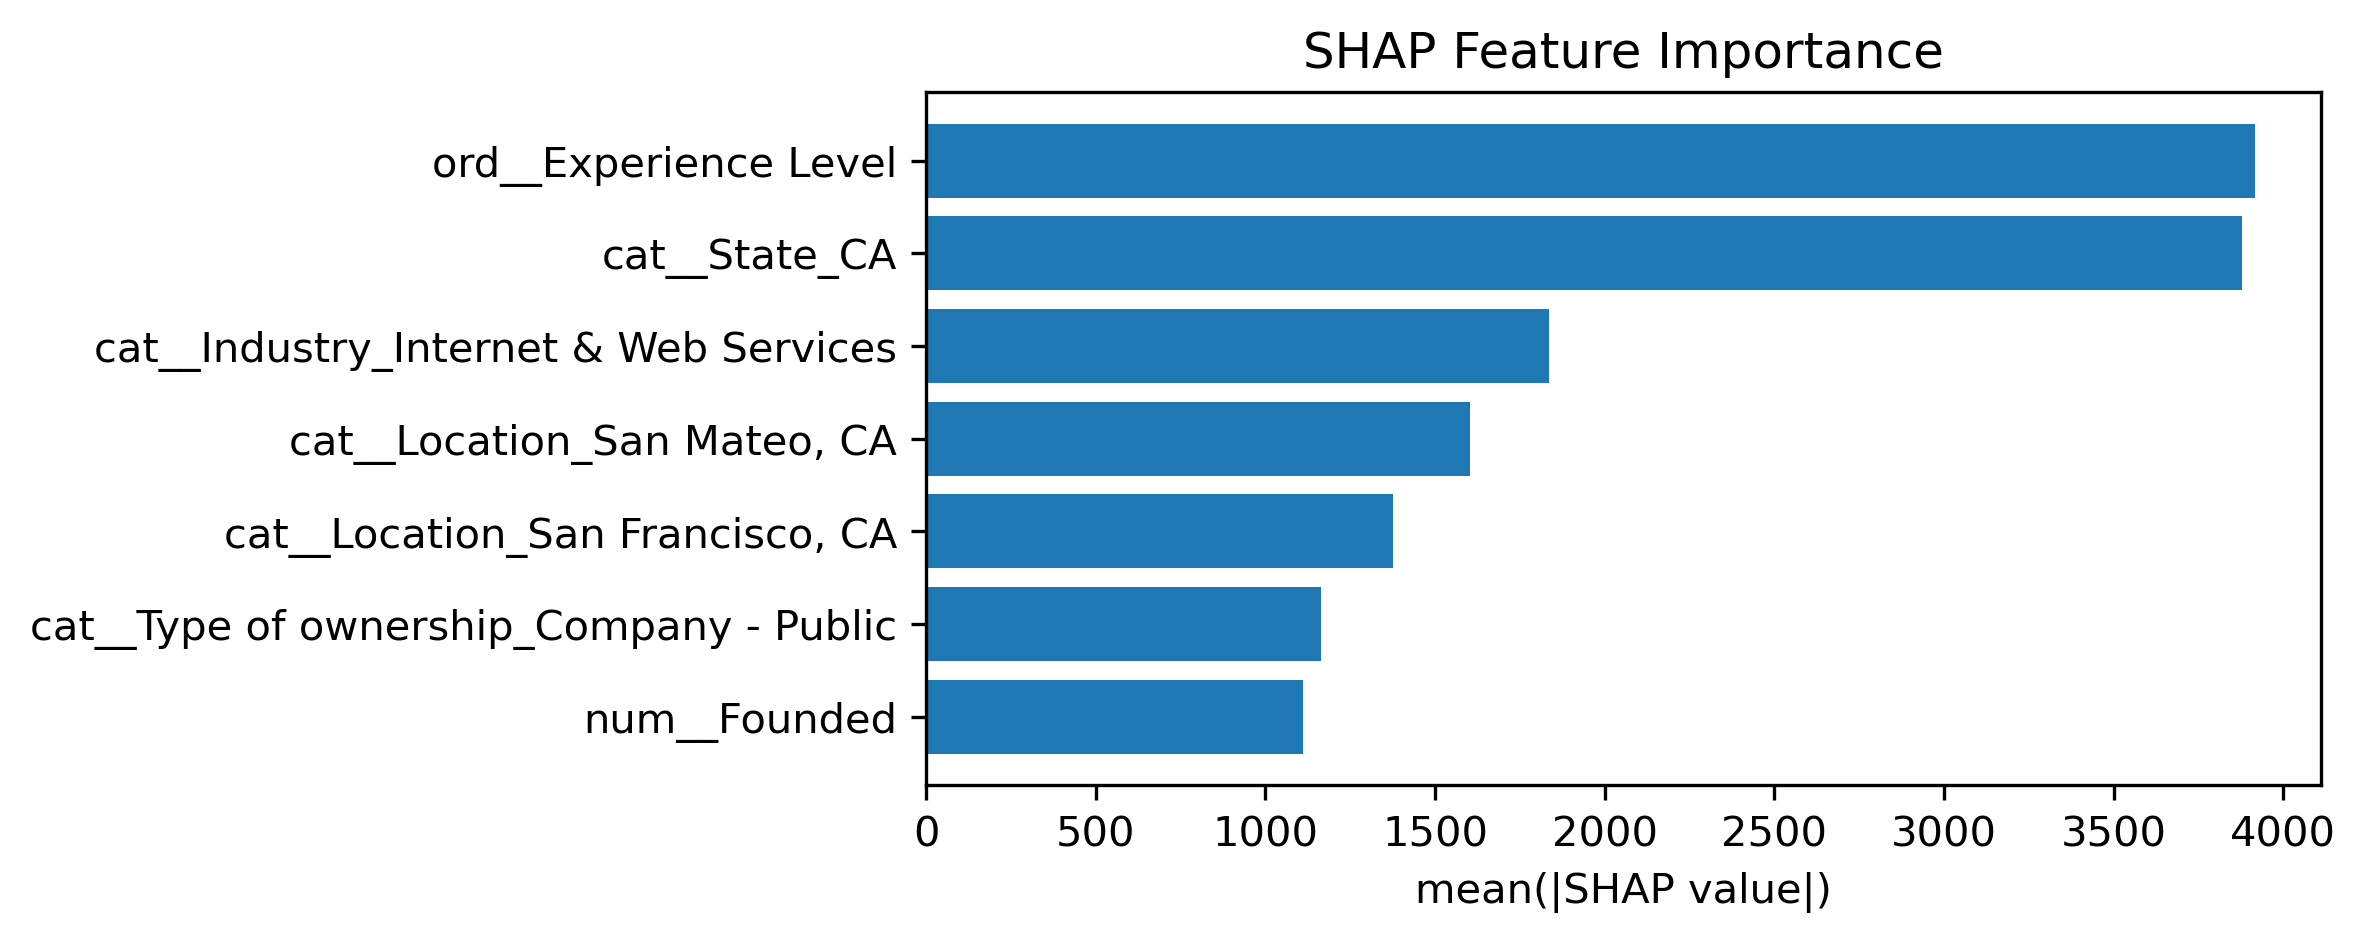 SHAP Feature Importance
ord__Experience Level
cat__State_CA
cat__Industry_Internet & Web Services
cat__Location_San Mateo, CA
cat__Location_San Francisco, CA
cat__Type of ownership_Company - Public
num__Founded
0 500 1000 1500 2000 2500 3000 3500 4000
mean(|SHAP value|)